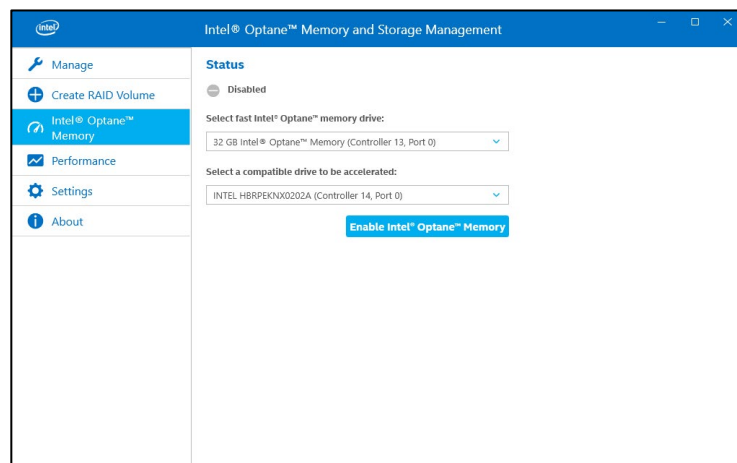 intel
Intel® Optane™ Memory and Storage Management
Manage
Create RAID Volume
Intel® Optane™
Memory
Performance
Settings
About
Status
Disabled
Select fast Intel® Optane™ memory drive:
32 GB Intel® Optane™ Memory (Controller 13, Port 0)
Select a compatible drive to be accelerated:
INTEL HBRPEKNX0202A (Controller 14, Port 0)
Enable Intel® Optane™ Memory